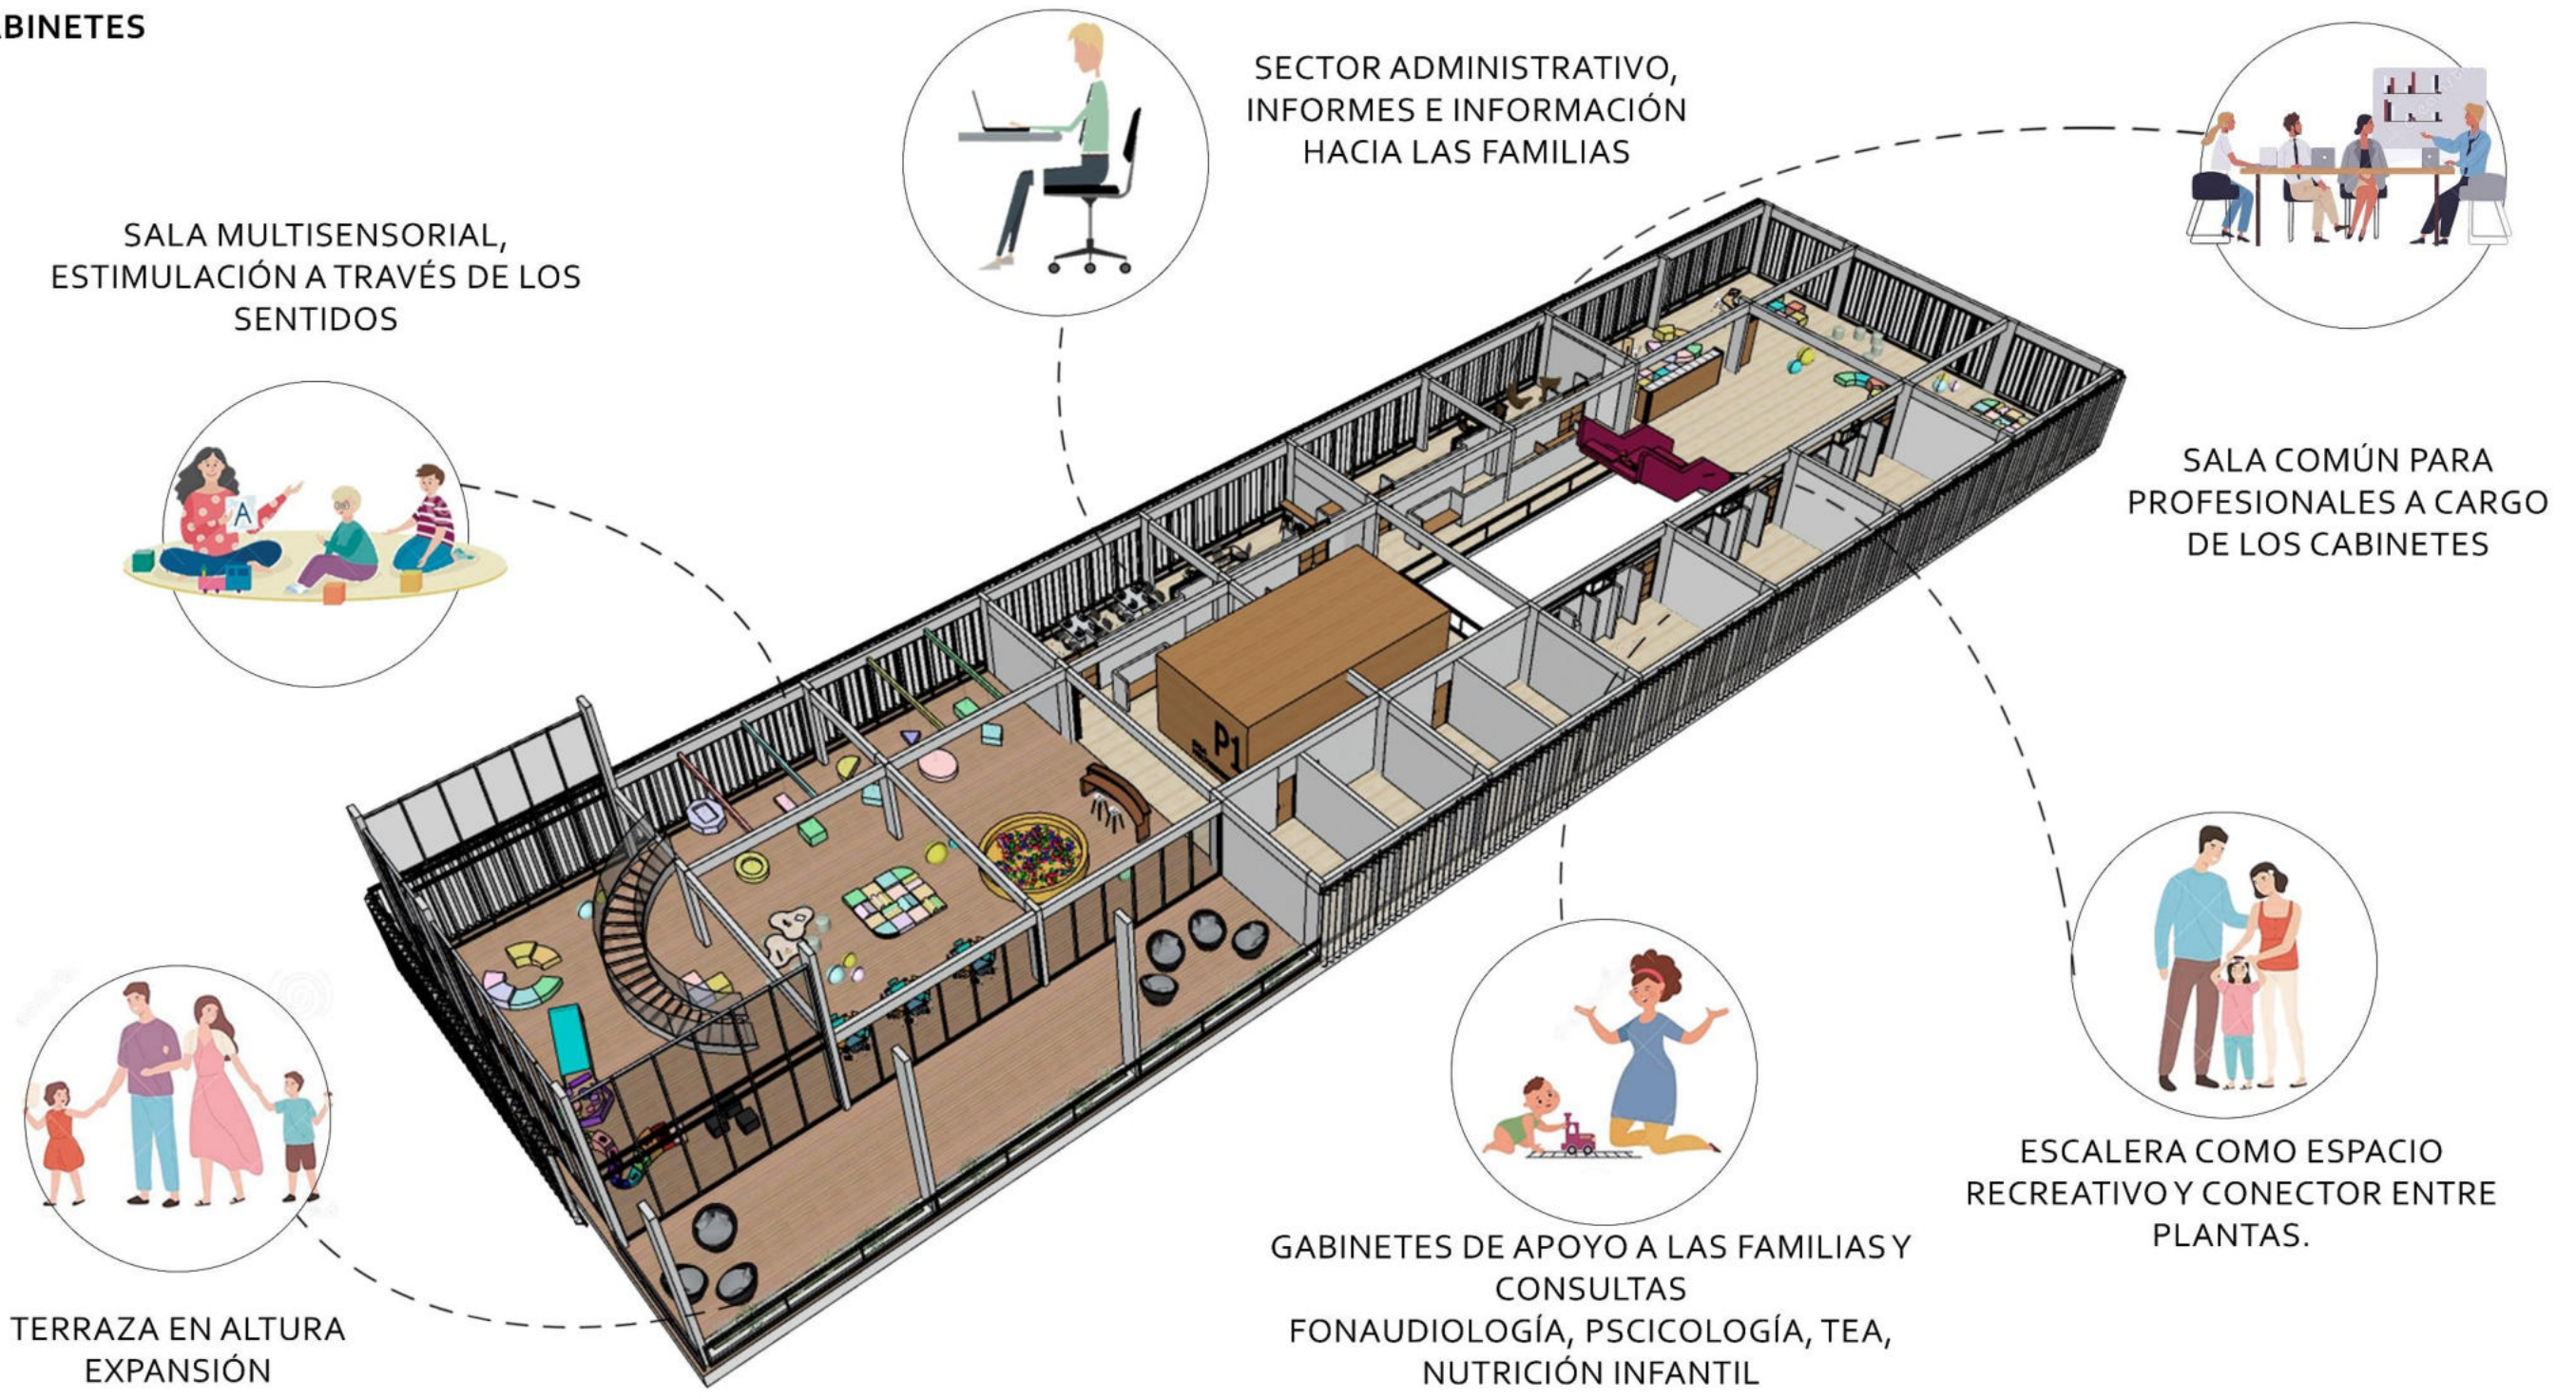 ABINETES
SECTOR ADMINISTRATIVO,
INFORMES E INFORMACIÓN
HACIA LAS FAMILIAS
SALA MULTISENSORIAL,
ESTIMULACIÓN A TRAVÉS DE LOS
SENTIDOS
A
SALA COMÚN PARA
PROFESIONALES A CARGO
DE LOS CABINETES
P1
ESCALERA COMO ESPACIO
RECREATIVO Y CONECTOR ENTRE
PLANTAS.
GABINETES DE APOYO A LAS FAMILIAS Y
CONSULTAS
FONAUDIOLOGÍA, PSCICOLOGÍA, TEA,
NUTRICIÓN INFANTIL
TERRAZA EN ALTURA
EXPANSIÓN